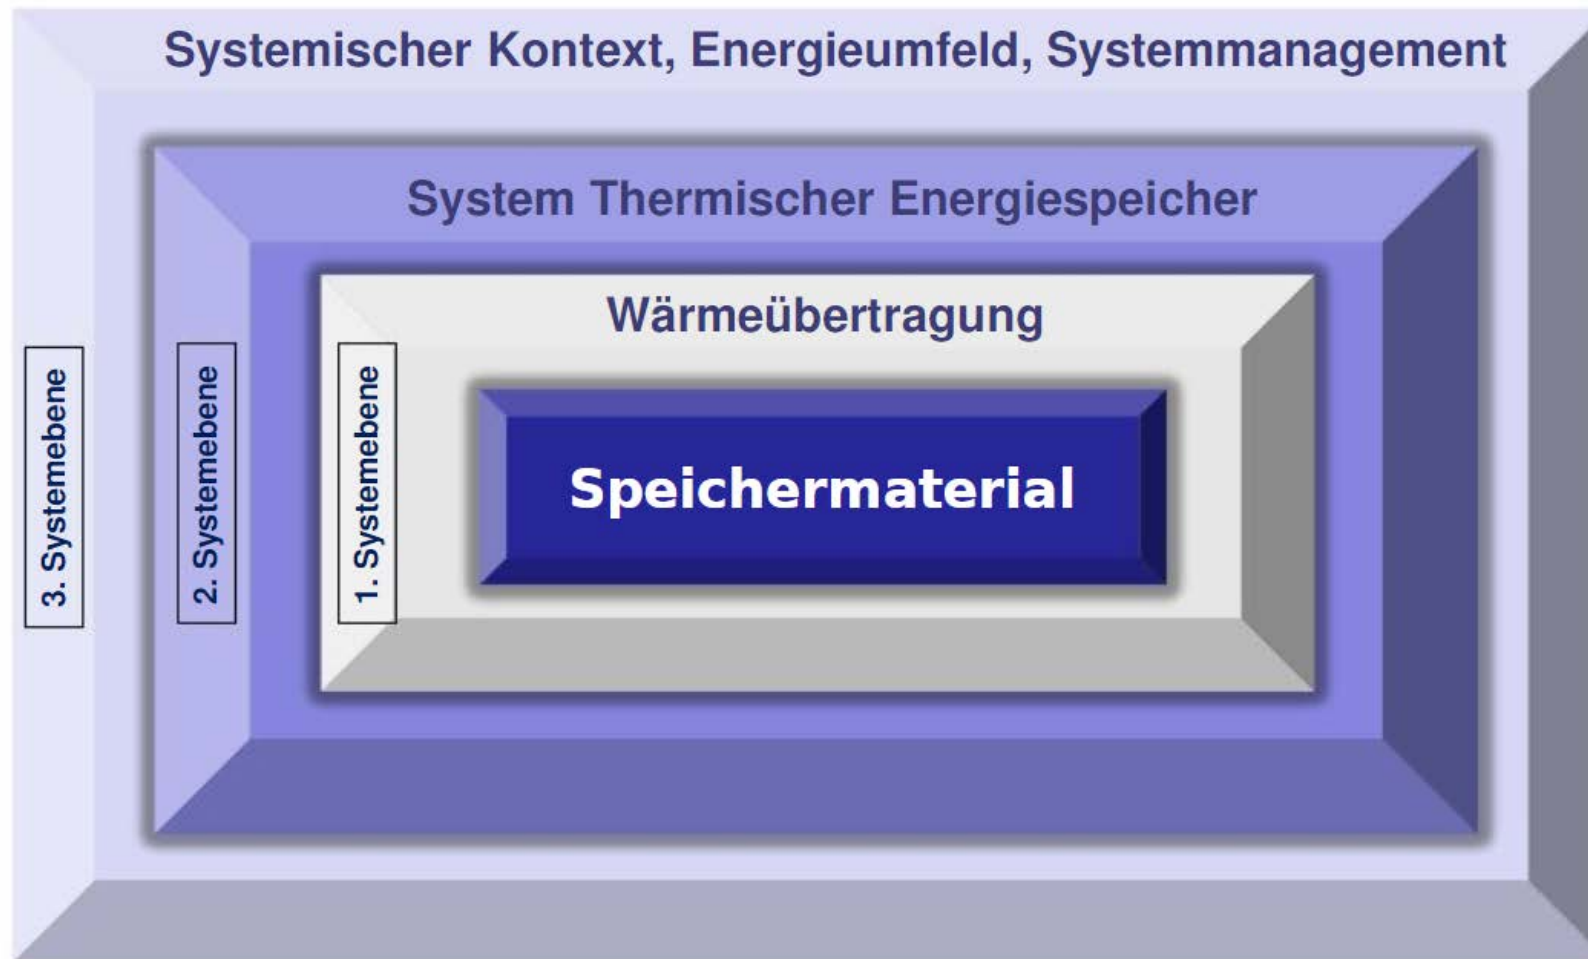 Systemischer Kontext, Energieumfeld, Systemmanagement
System Thermischer Energiespeicher
Wärmeübertragung
3. Systemebene
2. Systemebene
1. Systemebene
Speichermaterial